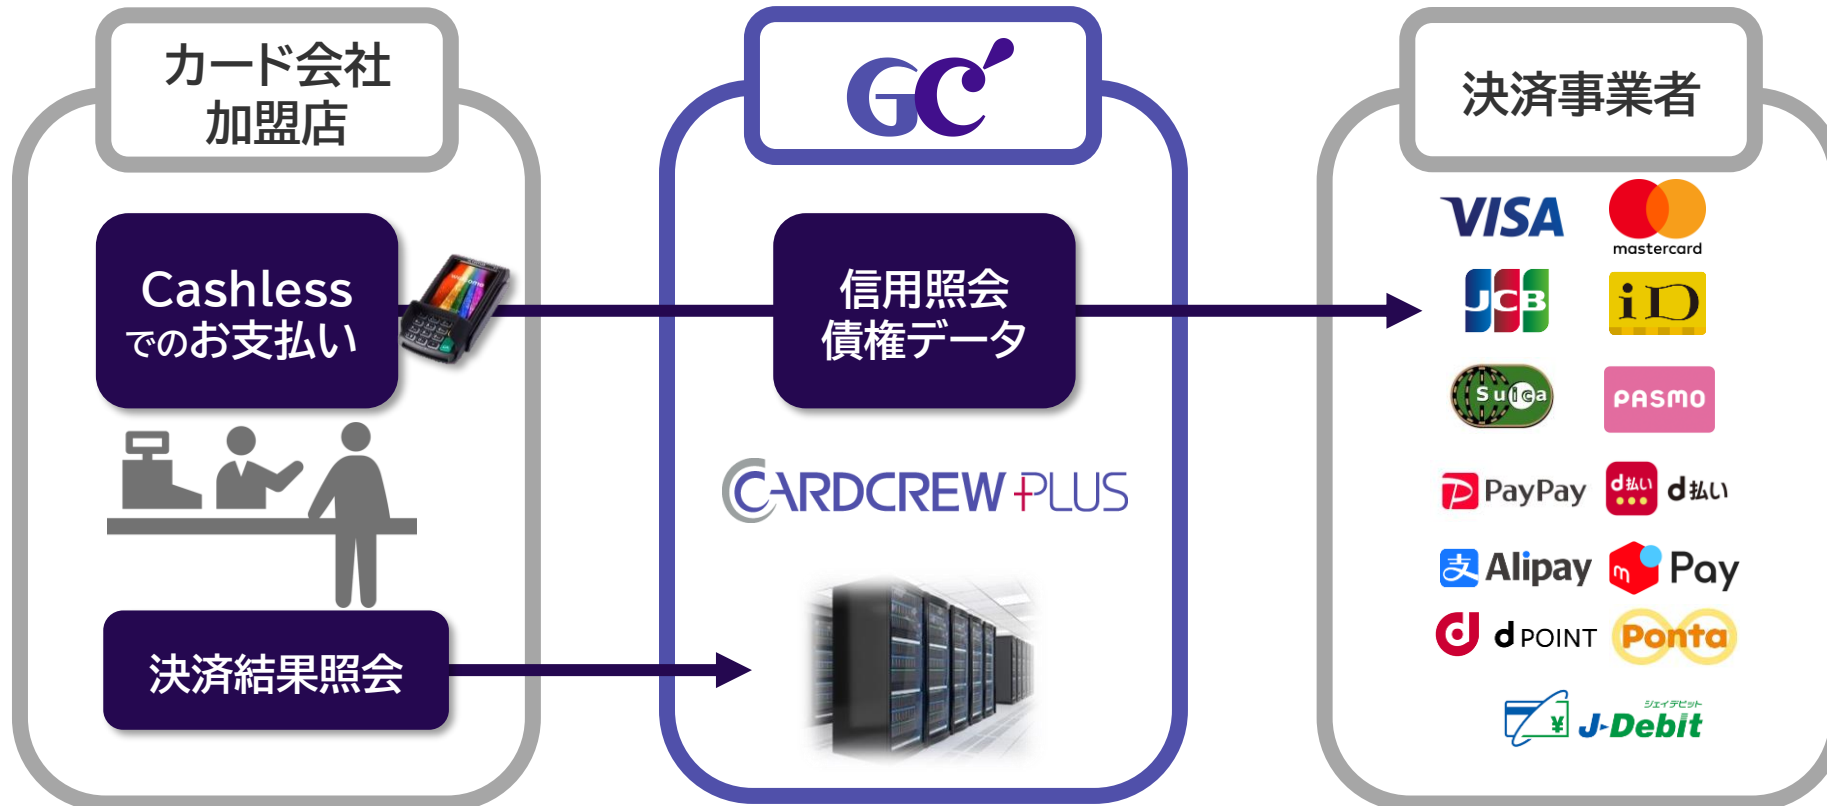 カード会社
加盟店
Cashless
でのお支払い
決済結果照会
GC
信用照会
債権データ
CARDCREW PLUS
決済事業者
VISA
mastercard
JCB
iD
Suica
PASMO
PayPay
d払い
d払い
支 Alipay
m Pay
d d POINT
Ponta
ジェイデビット
¥ J-Debit